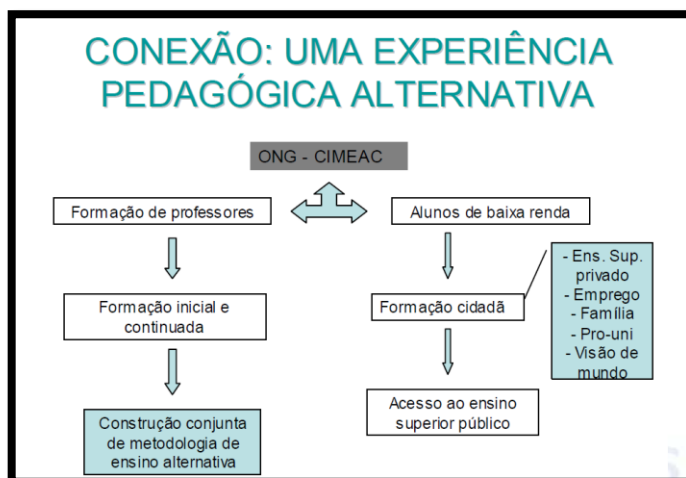 CONEXÃO: UMA EXPERIÊNCIA
PEDAGÓGICA ALTERNATIVA
ONG - CIMEAC
Formação de professores
Alunos de baixa renda
Formação inicial e
continuada
Formação cidadã
- Ens. Sup.
privado
- Emprego
- Família
- Pro-uni
- Visão de
mundo
Construção conjunta
de metodologia de
ensino alternativa
Acesso ao ensino
superior público